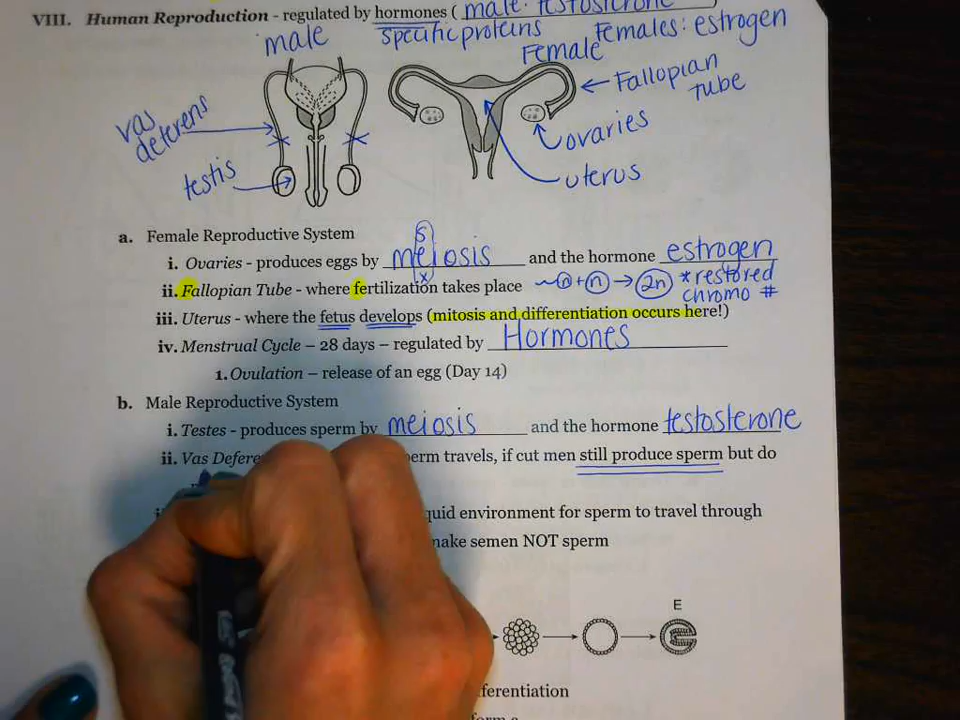 VIII. Human Reproduction - regulated by hormones ( male: testosterone
specific proteins Females: estrogen
male
Female
Fallopian
tube
vas
deferens
ovaries
testis
uterus
a. Female Reproductive System
i. Ovaries - produces eggs by meiosis and the hormone estrogen
s
(x)
ii. Fallopian Tube - where fertilization takes place n + n → 2n *restored
chromo #
iii. Uterus - where the fetus develops (mitosis and differentiation occurs here!)
iv. Menstrual Cycle – 28 days – regulated by Hormones
1. Ovulation – release of an egg (Day 14)
b. Male Reproductive System
i. Testes - produces sperm by meiosis and the hormone testosterone
ii. Vas Defere erm travels, if cut men still produce sperm but do
quid environment for sperm to travel through
make semen NOT sperm
E
fferentiation
form a